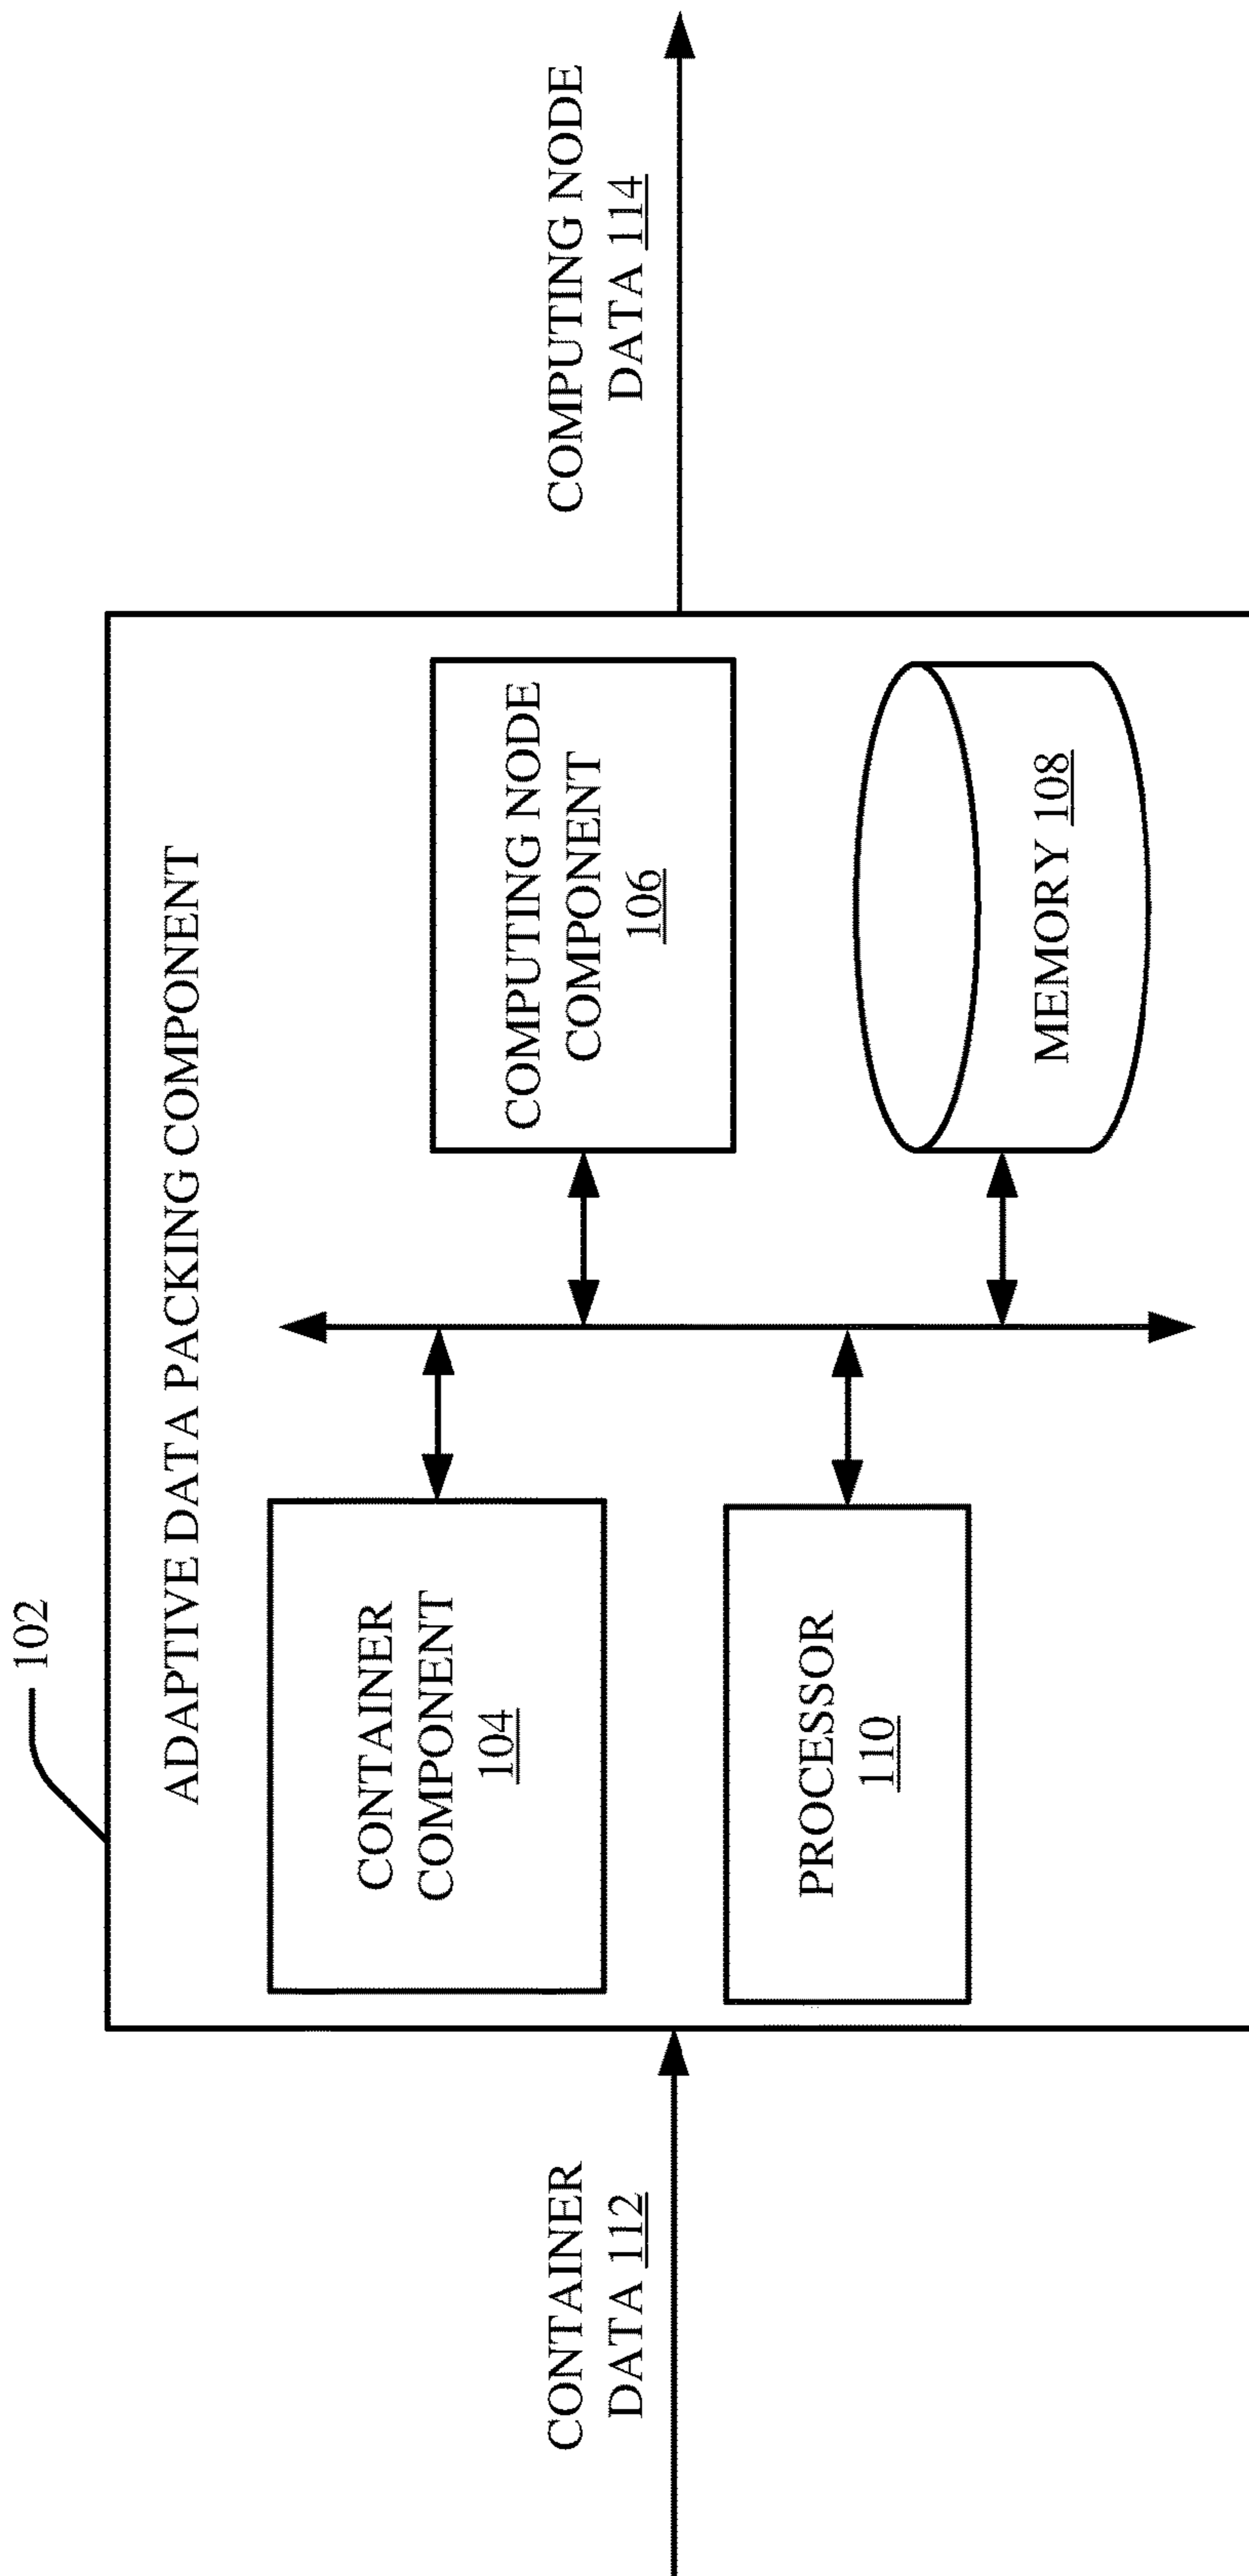 102
ADAPTIVE DATA PACKING COMPONENT
CONTAINER
DATA 112
CONTAINER
COMPONENT
104
COMPUTING NODE
COMPONENT
106
COMPUTING NODE
DATA 114
PROCESSOR
110
MEMORY 108